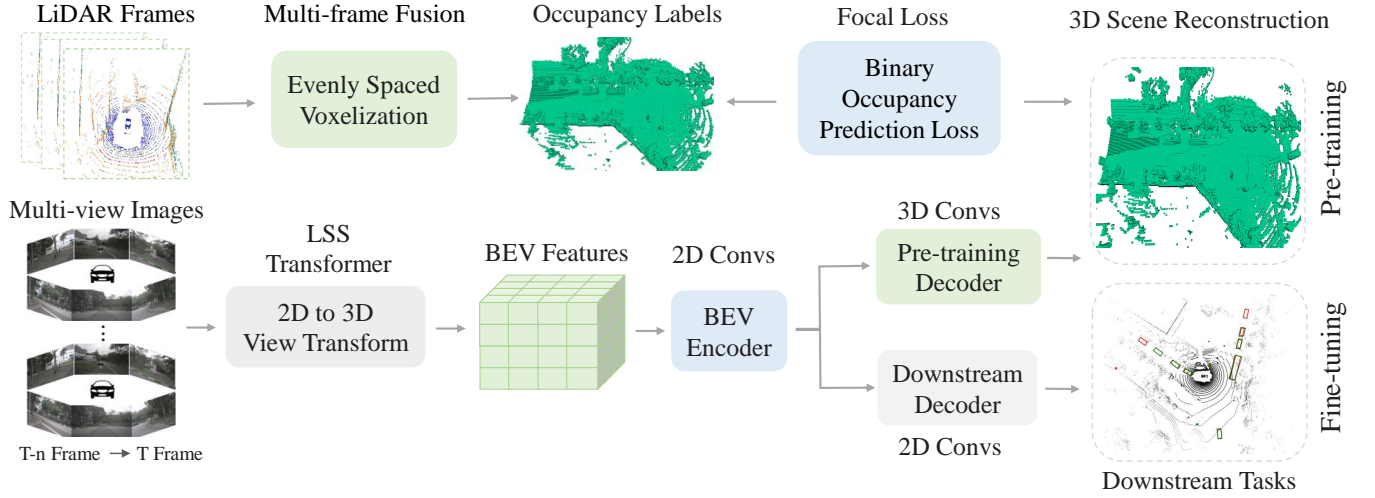 LiDAR Frames
Multi-frame Fusion
Occupancy Labels
Focal Loss
3D Scene Reconstruction
Evenly Spaced
Voxelization
Binary
Occupancy
Prediction Loss
Pre-training
Multi-view Images
LSS
Transformer
2D to 3D
View Transform
BEV Features
2D Convs
BEV
Encoder
3D Convs
Pre-training
Decoder
Downstream
Decoder
2D Convs
Fine-tuning
T-n Frame → T Frame
Downstream Tasks